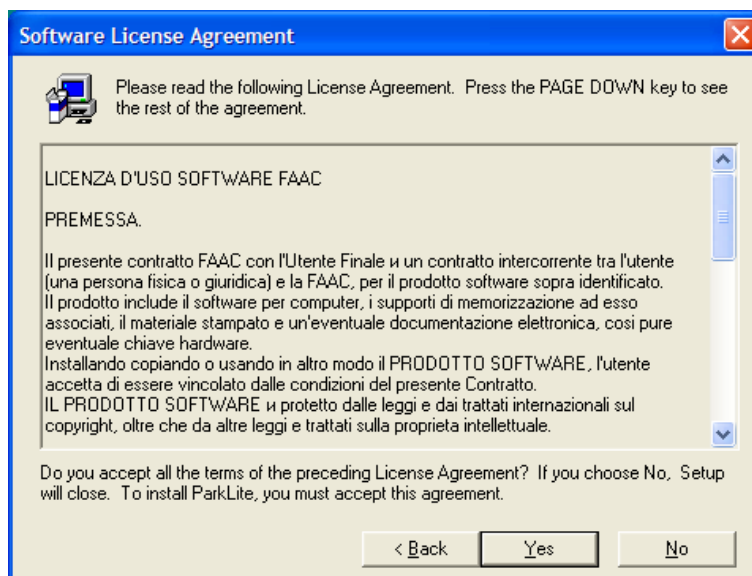 Software License Agreement
Please read the following License Agreement. Press the PAGE DOWN key to see
the rest of the agreement.
LICENZA D'USO SOFTWARE FAAC
PREMESSA.
Il presente contratto FAAC con l'Utente Finale и un contratto intercorrente tra l'utente
(una persona fisica o giuridica) e la FAAC, per il prodotto software sopra identificato.
Il prodotto include il software per computer, i supporti di memorizzazione ad esso
associati, il materiale stampato e un'eventuale documentazione elettronica, cosi pure
eventuale chiave hardware.
Installando copiando o usando in altro modo il PRODOTTO SOFTWARE, l'utente
accetta di essere vincolato dalle condizioni del presente Contratto.
IL PRODOTTO SOFTWARE и protetto dalle leggi e dai trattati internazionali sul
copyright, oltre che da altre leggi e trattati sulla proprieta intellettuale.
Do you accept all the terms of the preceding License Agreement? If you choose No, Setup
will close. To install ParkLite, you must accept this agreement.
< Back Yes No